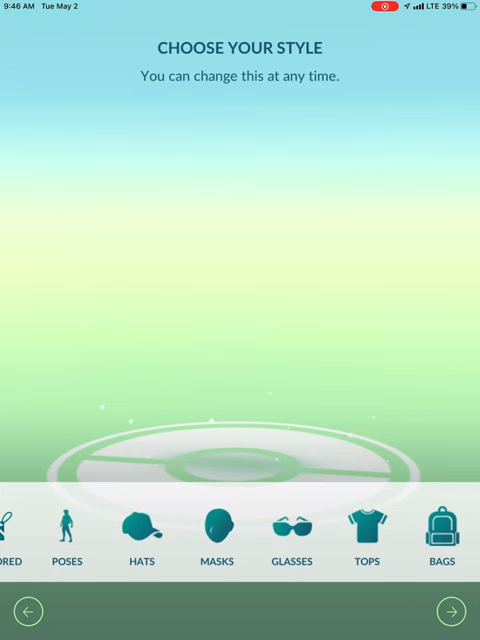 9:46 AM Tue May 2
LTE 39%
CHOOSE YOUR STYLE
You can change this at any time.
ORED POSES HATS MASKS GLASSES TOPS BAGS